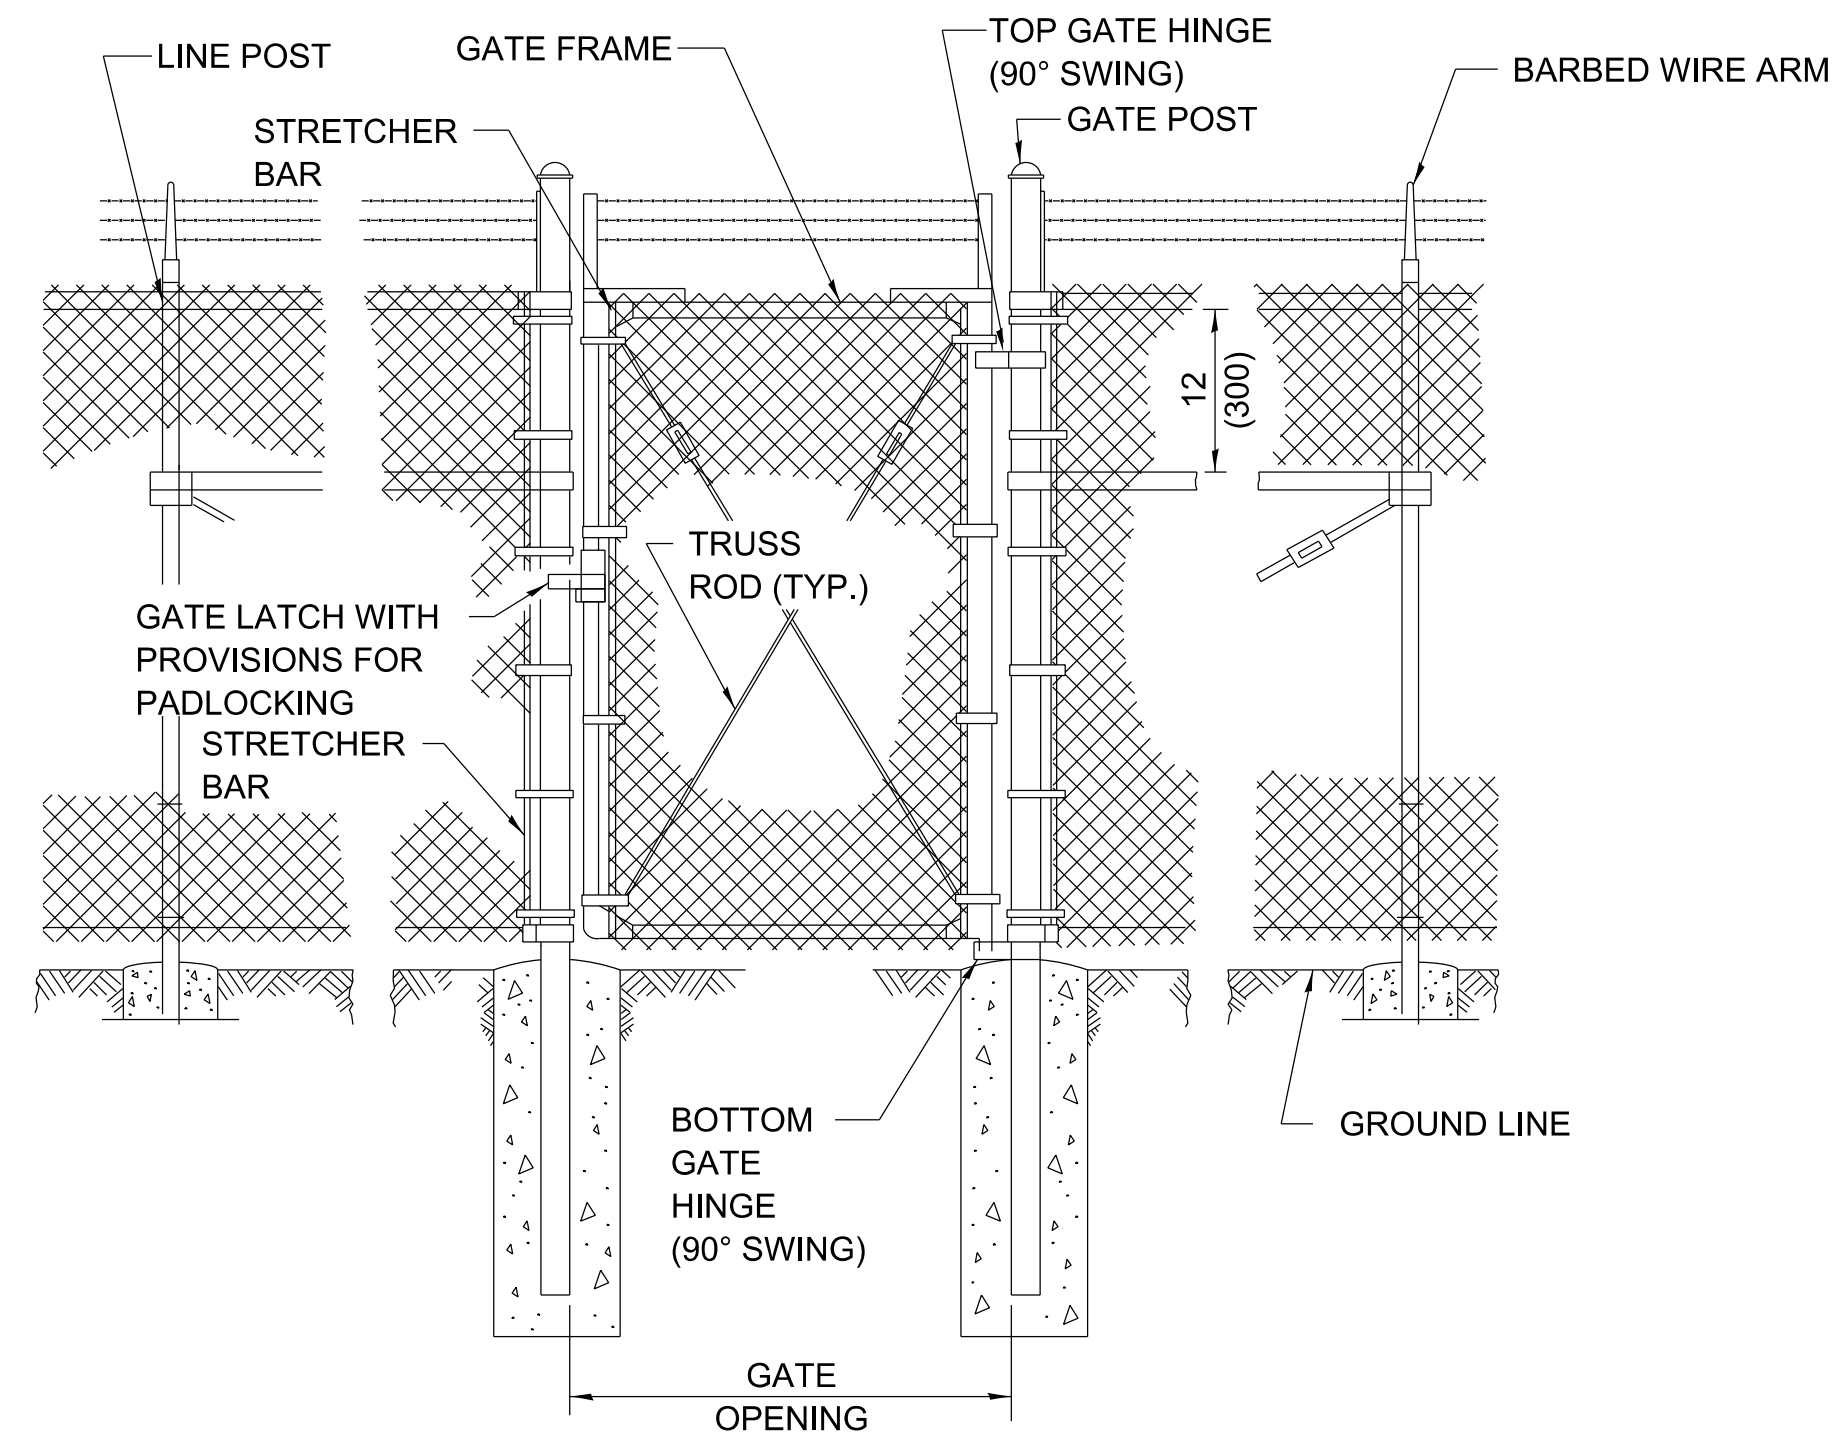 LINE POST
GATE FRAME
TOP GATE HINGE
(90° SWING)
GATE POST
BARBED WIRE ARM
STRETCHER
BAR
12
(300)
TRUSS
ROD (TYP.)
GATE LATCH WITH
PROVISIONS FOR
PADLOCKING
STRETCHER
BAR
BOTTOM
GATE
HINGE
(90° SWING)
GROUND LINE
GATE
OPENING